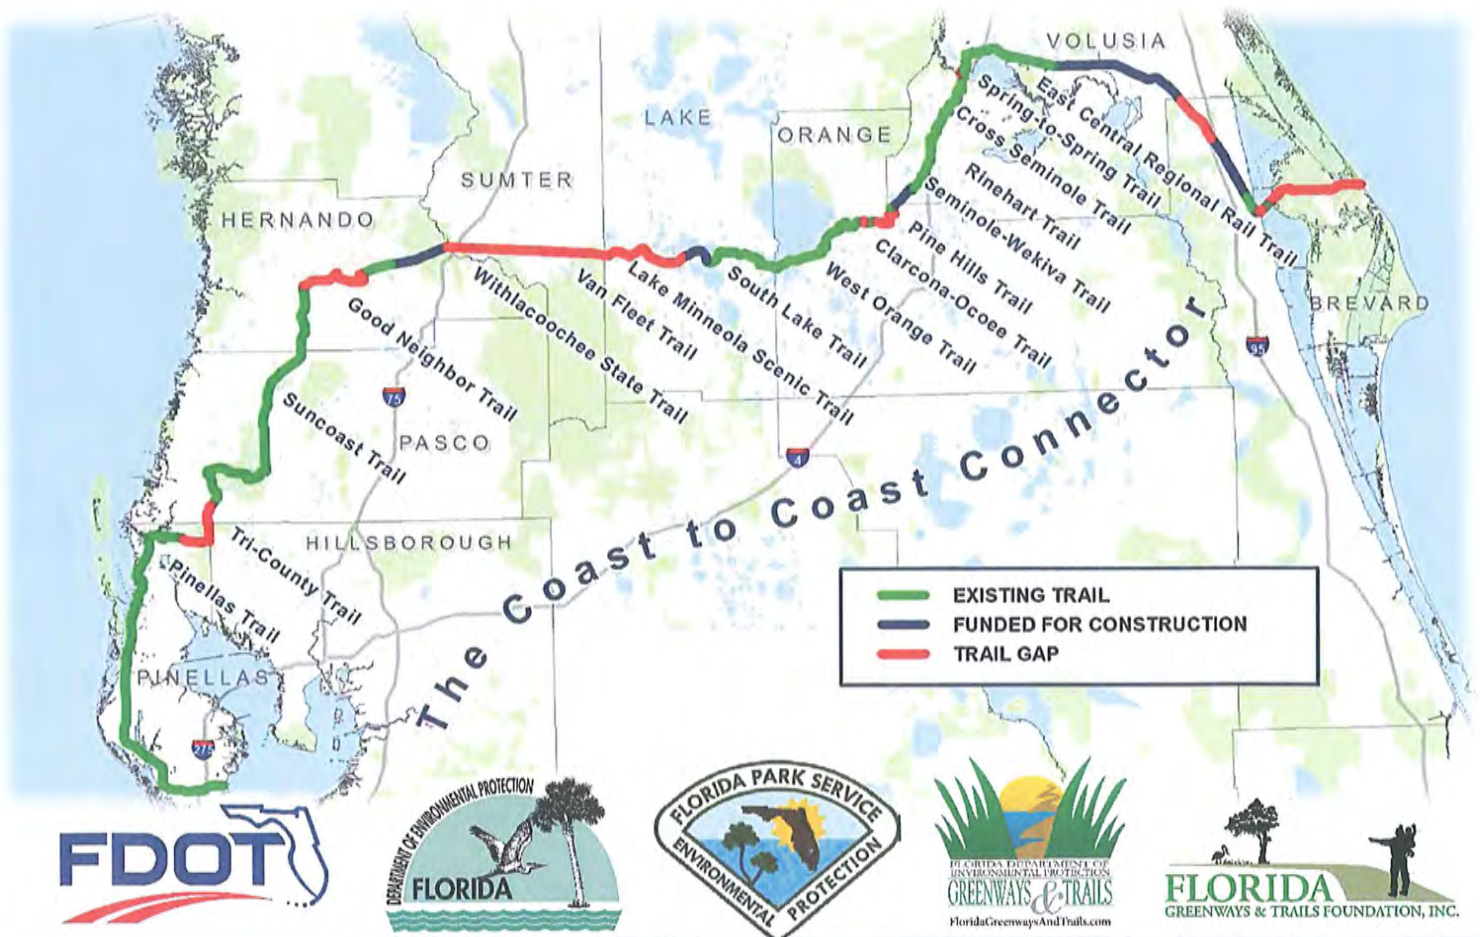 VOLUSIA
LAKE
ORANGE
SUMTER
HERNANDO
BREVARD
PASCO
HILLSBOROUGH
PINELLAS
East Central Regional Rail Trail
Spring-to-Spring Trail
Cross Seminole Trail
Rinehart Trail
Seminole-Wekiva Trail
Pine Hills Trail
Clarcona-Ocoee Trail
West Orange Trail
South Lake Trail
Lake Minneola Scenic Trail
Van Fleet Trail
Withlacoochee State Trail
Good Neighbor Trail
Suncoast Trail
Tri-County Trail
Pinellas Trail
75
4
95
275
The Coast to Coast Connector
EXISTING TRAIL
FUNDED FOR CONSTRUCTION
TRAIL GAP
FDOT
DEPARTMENT OF ENVIRONMENTAL PROTECTION
FLORIDA
FLORIDA PARK SERVICE
ENVIRONMENTAL PROTECTION
FLORIDA DEPARTMENT OF
ENVIRONMENTAL PROTECTION
GREENWAYS & TRAILS
FloridaGreenwaysAndTrails.com
FLORIDA
GREENWAYS & TRAILS FOUNDATION, INC.